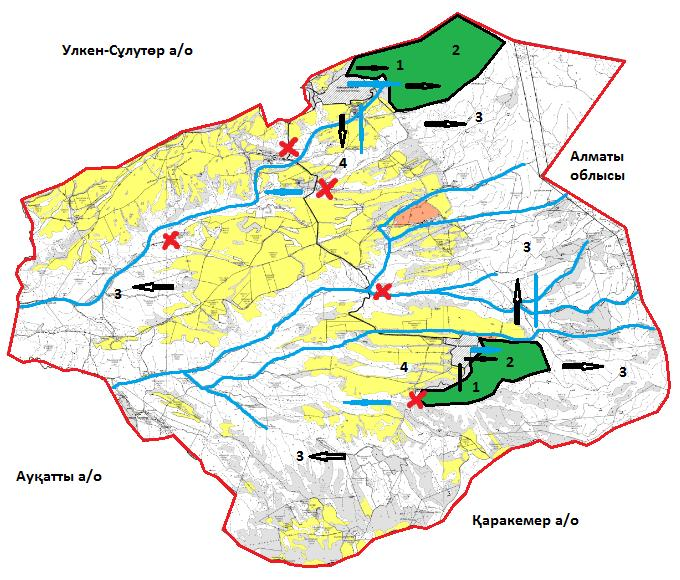 Улкен-Сұлутөр а/о
1
2
3
4
Алматы
облысы
3
3
4
2
1
3
3
Ауқатты а/о
Қаракемер а/о